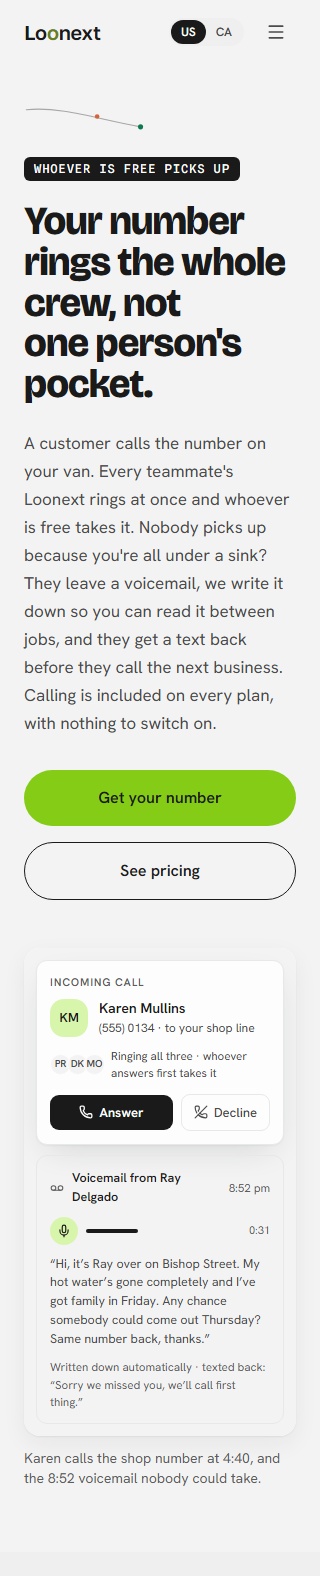 Loonext
US CA
WHOEVER IS FREE PICKS UP
Your number
rings the whole
crew, not
one person's
pocket.
A customer calls the number on
your van. Every teammate's
Loonext rings at once and whoever
is free takes it. Nobody picks up
because you're all under a sink?
They leave a voicemail, we write it
down so you can read it between
jobs, and they get a text back
before they call the next business.
Calling is included on every plan,
with nothing to switch on.
Get your number
See pricing
INCOMING CALL
KM
Karen Mullins
(555) 0134 · to your shop line
PR DK MO
Ringing all three · whoever
answers first takes it
Answer
Decline
Voicemail from Ray
Delgado
8:52 pm
0:31
“Hi, it’s Ray over on Bishop Street. My
hot water’s gone completely and I’ve
got family in Friday. Any chance
somebody could come out Thursday?
Same number back, thanks.”
Written down automatically · texted back:
“Sorry we missed you, we’ll call first
thing.”
Karen calls the shop number at 4:40, and
the 8:52 voicemail nobody could take.